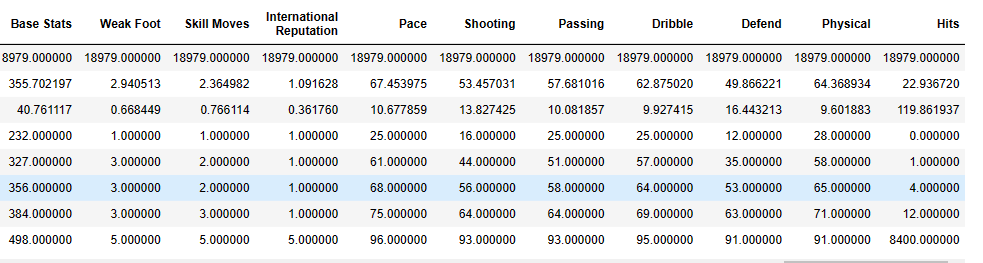 Base Stats Weak Foot Skill Moves International Reputation Pace Shooting Passing Dribble Defend Physical Hits
8979.000000 18979.000000 18979.000000 18979.000000 18979.000000 18979.000000 18979.000000 18979.000000 18979.000000 18979.000000 18979.000000
355.702197 2.940513 2.364982 1.091628 67.453975 53.457031 57.681016 62.875020 49.866221 64.368934 22.936720
40.761117 0.668449 0.766114 0.361760 10.677859 13.827425 10.081857 9.927415 16.443213 9.601883 119.861937
232.000000 1.000000 1.000000 1.000000 25.000000 16.000000 25.000000 25.000000 12.000000 28.000000 0.000000
327.000000 3.000000 2.000000 1.000000 61.000000 44.000000 51.000000 57.000000 35.000000 58.000000 1.000000
356.000000 3.000000 2.000000 1.000000 68.000000 56.000000 58.000000 64.000000 53.000000 65.000000 4.000000
384.000000 3.000000 3.000000 1.000000 75.000000 64.000000 64.000000 69.000000 63.000000 71.000000 12.000000
498.000000 5.000000 5.000000 5.000000 96.000000 93.000000 93.000000 95.000000 91.000000 91.000000 8400.000000